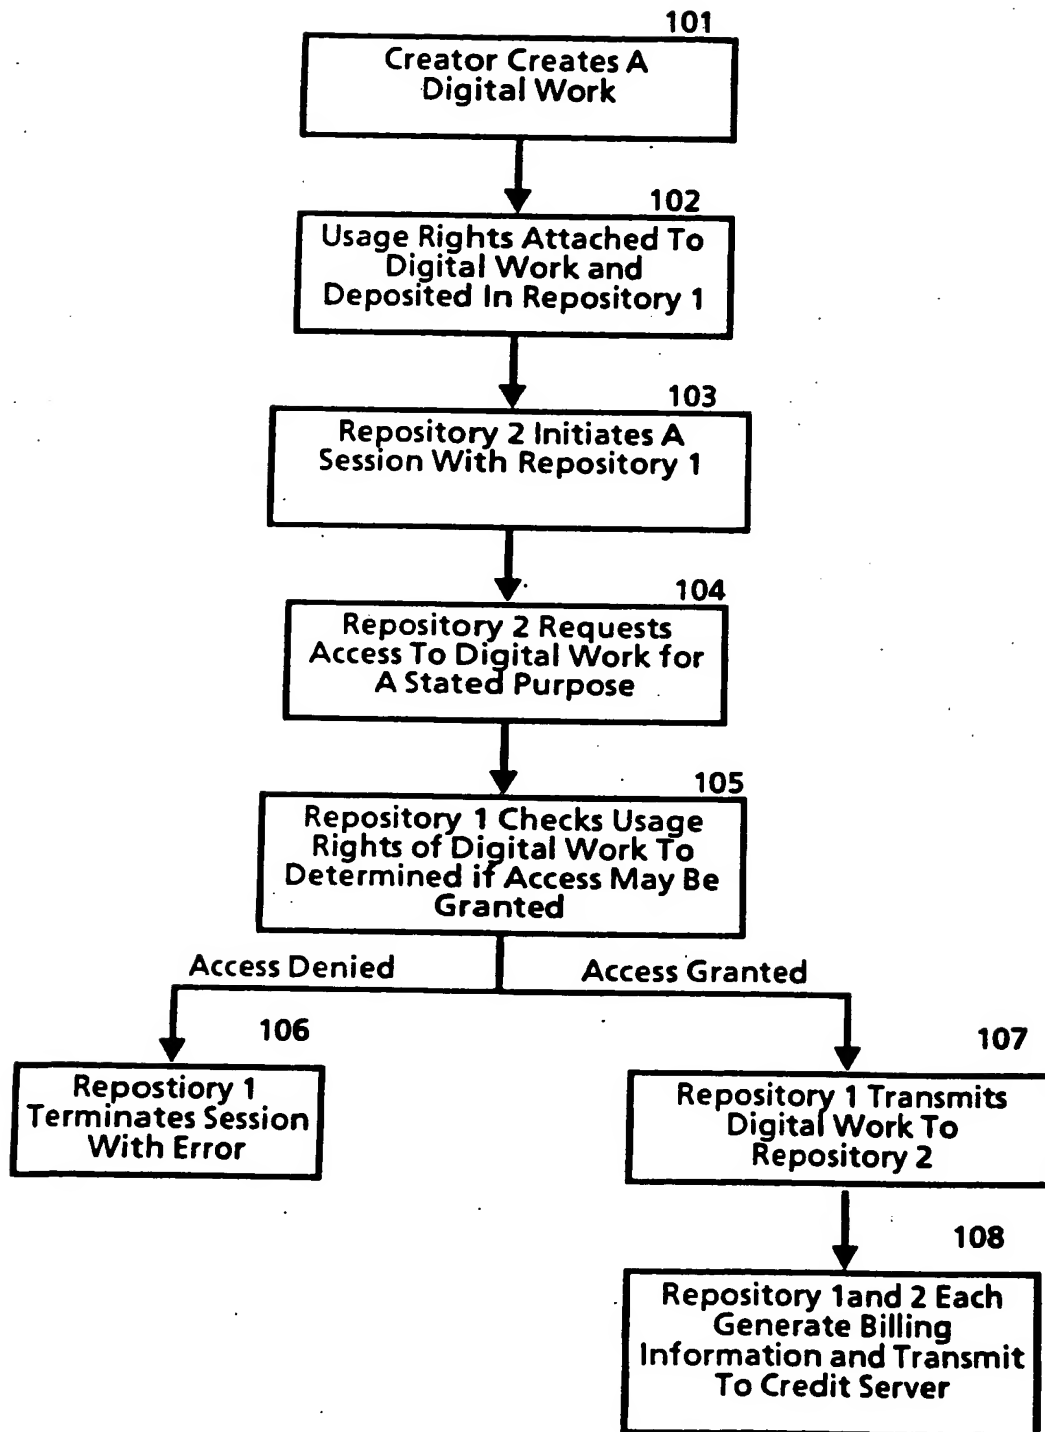 101
Creator Creates A
Digital Work
102
Usage Rights Attached To
Digital Work and
Deposited In Repository 1
103
Repository 2 Initiates A
Session With Repository 1
104
Repository 2 Requests
Access To Digital Work for
A Stated Purpose
105
Repository 1 Checks Usage
Rights of Digital Work To
Determined if Access May Be
Granted
Access Denied
Access Granted
106
Repostiory 1
Terminates Session
With Error
107
Repository 1 Transmits
Digital Work To
Repository 2
108
Repository 1and 2 Each
Generate Billing
Information and Transmit
To Credit Server